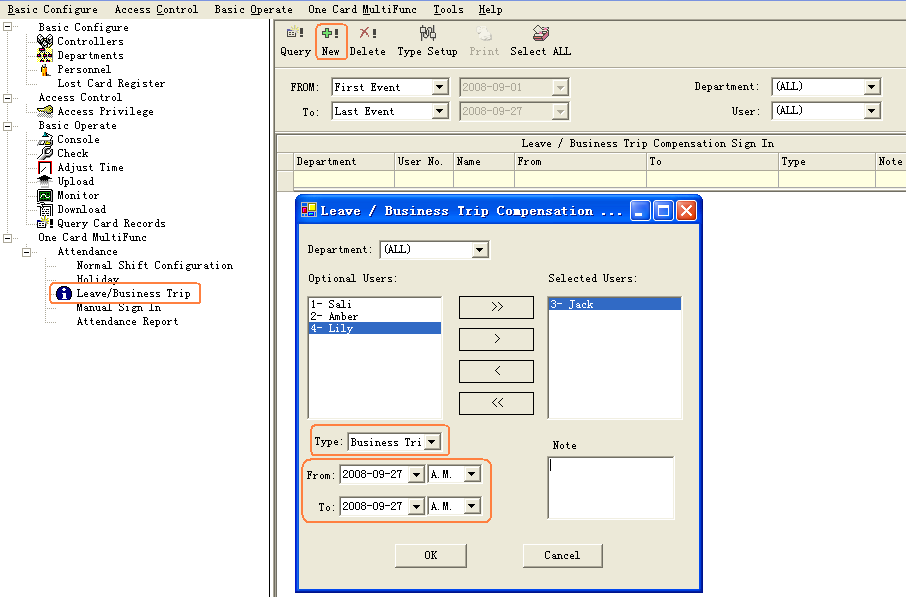 Basic Configure Access Control Basic Operate One Card MultiFunc Tools Help
Basic Configure
Controllers
Departments
Personnel
Lost Card Register
Access Control
Access Privilege
Basic Operate
Console
Check
Adjust Time
Upload
Monitor
Download
Query Card Records
One Card MultiFunc
Attendance
Normal Shift Configuration
Holiday
Leave/Business Trip
Manual Sign In
Attendance Report
Query New Delete Type Setup Print Select ALL
FROM: First Event 2008-09-01 Department: (ALL)
To: Last Event 2008-09-27 User: (ALL)
Leave / Business Trip Compensation Sign In
Department User No. Name From To Type Note
Leave / Business Trip Compensation ...
Department: (ALL)
Optional Users: Selected Users:
1- Sali
2- Amber
4- Lily
>>
>
<
<<
3- Jack
Type: Business Tri
From: 2008-09-27 A.M.
To: 2008-09-27 A.M.
Note
OK Cancel